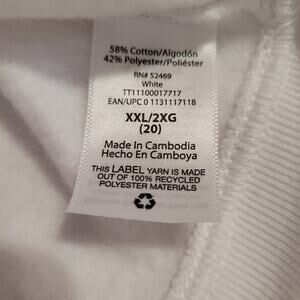 58% Cotton/Algodón
42% Polyester/Poliéster
RN# 52469
White
TT11100017717
EAN/UPC 0 1131117118
XXL/2XG
(20)
Made In Cambodia
Hecho En Camboya
THIS LABEL YARN IS MADE
OUT OF 100% RECYCLED
POLYESTER MATERIALS